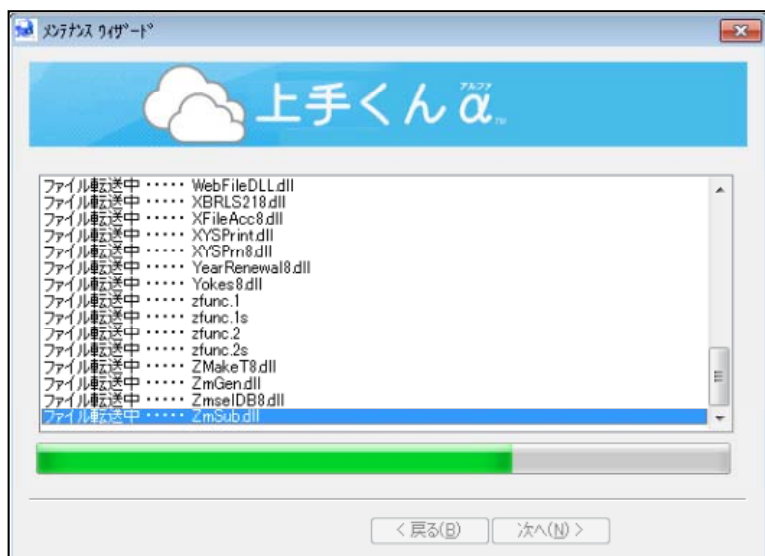 メンテナンス ウィザード
アルファ
上手くんα™
ファイル転送中 ····· WebFileDLL.dll
ファイル転送中 ····· XBRLS218.dll
ファイル転送中 ····· XFileAcc8.dll
ファイル転送中 ····· XYSPrint.dll
ファイル転送中 ····· XYSPrn8.dll
ファイル転送中 ····· YearRenewal8.dll
ファイル転送中 ····· Yokes8.dll
ファイル転送中 ····· zfunc.1
ファイル転送中 ····· zfunc.1s
ファイル転送中 ····· zfunc.2
ファイル転送中 ····· zfunc.2s
ファイル転送中 ····· ZMakeT8.dll
ファイル転送中 ····· ZmGen.dll
ファイル転送中 ····· ZmselDB8.dll
ファイル転送中 ····· ZmSub.dll
< 戻る(B) 次へ(N) >